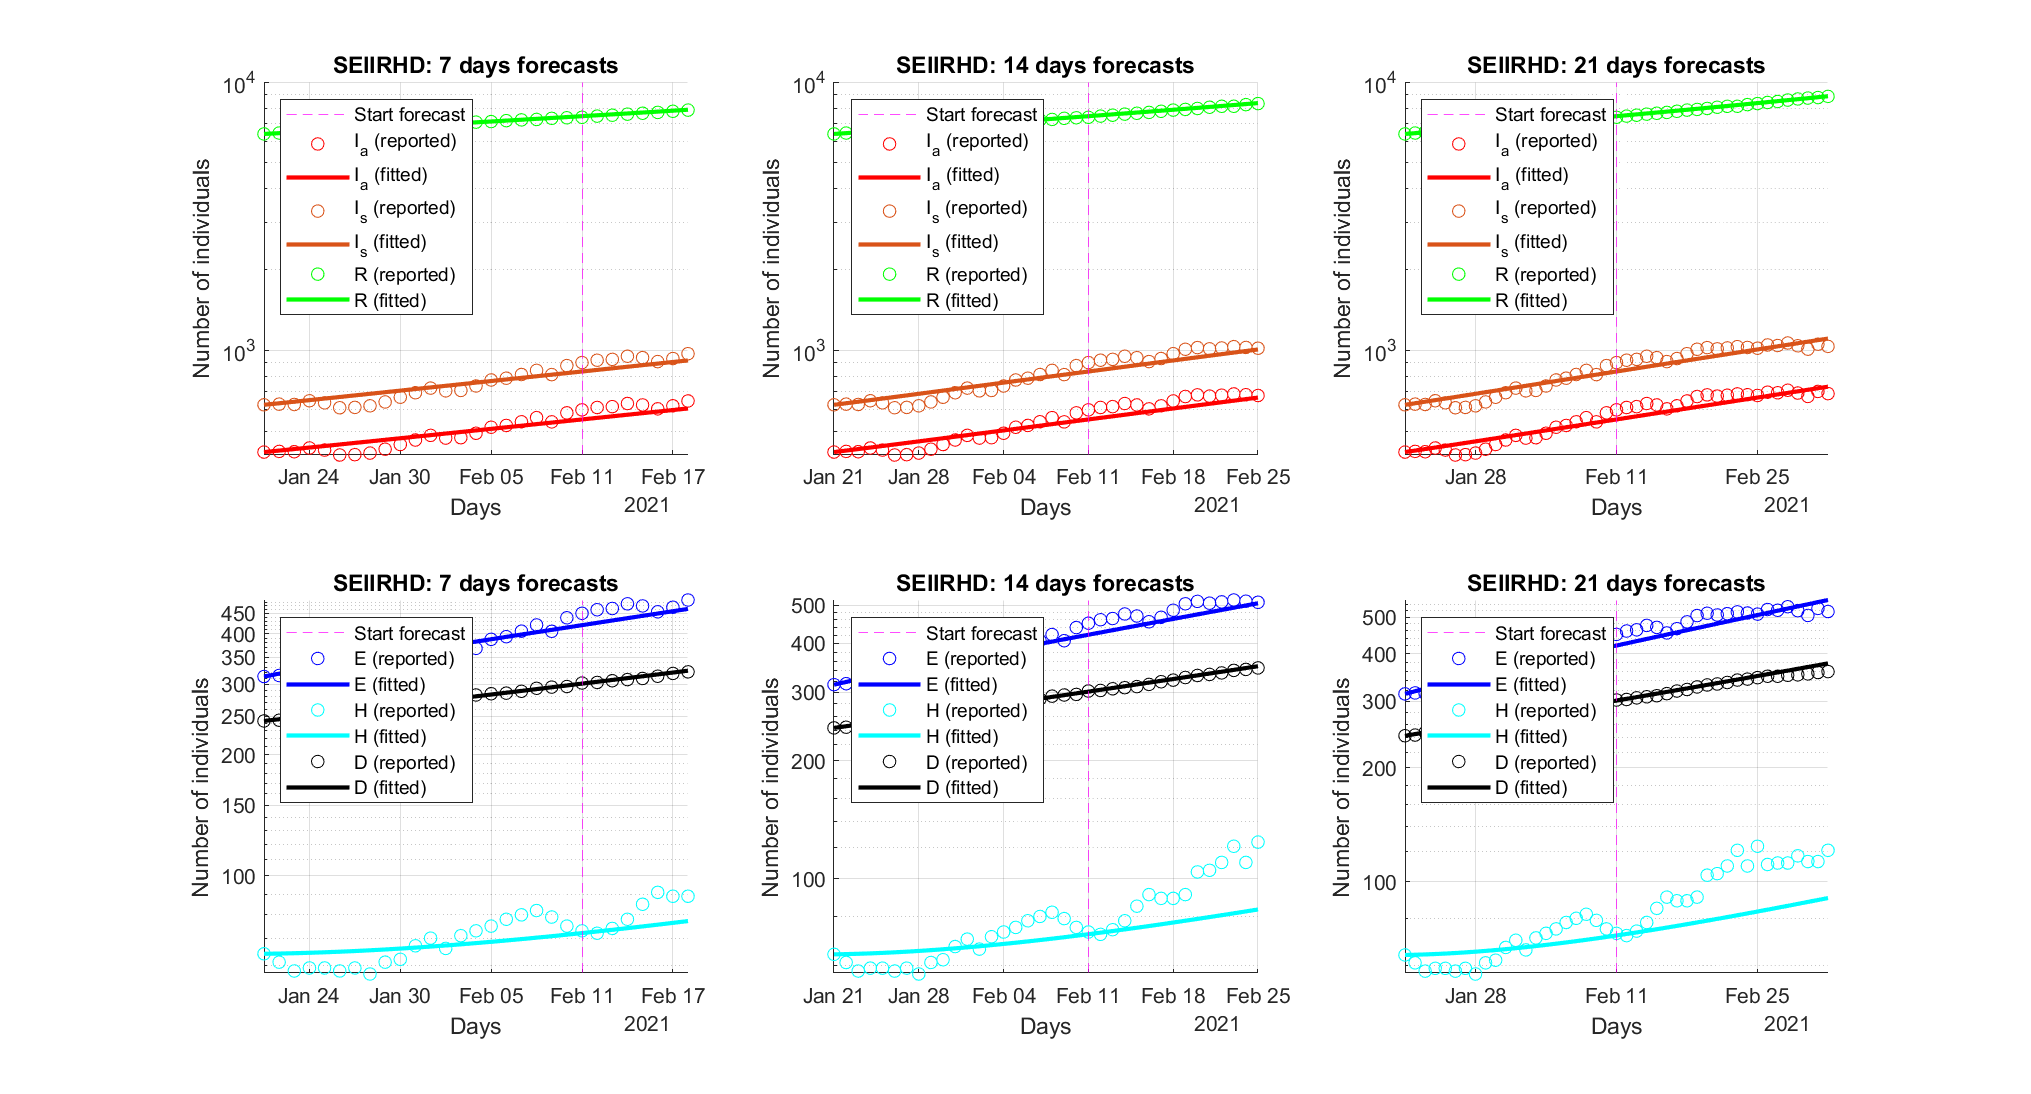 SEIIRHD: 7 days forecasts
10^4
10^3
Number of individuals
Start forecast
I_a (reported)
I_a (fitted)
I_s (reported)
I_s (fitted)
R (reported)
R (fitted)
Jan 24 Jan 30 Feb 05 Feb 11 Feb 17
Days
2021
SEIIRHD: 14 days forecasts
10^4
10^3
Number of individuals
Start forecast
I_a (reported)
I_a (fitted)
I_s (reported)
I_s (fitted)
R (reported)
R (fitted)
Jan 21 Jan 28 Feb 04 Feb 11 Feb 18 Feb 25
Days
2021
SEIIRHD: 21 days forecasts
10^4
10^3
Number of individuals
Start forecast
I_a (reported)
I_a (fitted)
I_s (reported)
I_s (fitted)
R (reported)
R (fitted)
Jan 28 Feb 11 Feb 25
Days
2021
SEIIRHD: 7 days forecasts
450
400
350
300
250
200
150
100
Number of individuals
Start forecast
E (reported)
E (fitted)
H (reported)
H (fitted)
D (reported)
D (fitted)
Jan 24 Jan 30 Feb 05 Feb 11 Feb 17
Days
2021
SEIIRHD: 14 days forecasts
500
400
300
200
100
Number of individuals
Start forecast
E (reported)
E (fitted)
H (reported)
H (fitted)
D (reported)
D (fitted)
Jan 21 Jan 28 Feb 04 Feb 11 Feb 18 Feb 25
Days
2021
SEIIRHD: 21 days forecasts
500
400
300
200
100
Number of individuals
Start forecast
E (reported)
E (fitted)
H (reported)
H (fitted)
D (reported)
D (fitted)
Jan 28 Feb 11 Feb 25
Days
2021